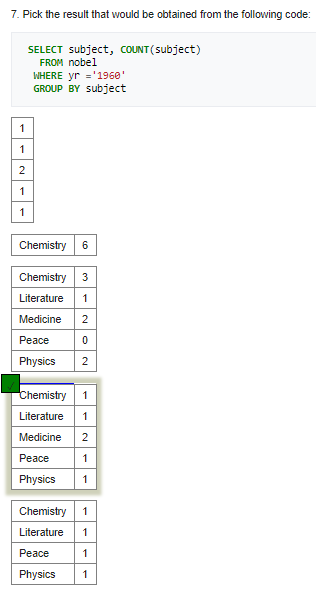 7. Pick the result that would be obtained from the following code:
SELECT subject, COUNT(subject)
FROM nobel
WHERE yr ='1960'
GROUP BY subject
1
1
2
1
1
Chemistry 6
Chemistry 3
Literature 1
Medicine 2
Peace 0
Physics 2
Chemistry 1
Literature 1
Medicine 2
Peace 1
Physics 1
Chemistry 1
Literature 1
Peace 1
Physics 1